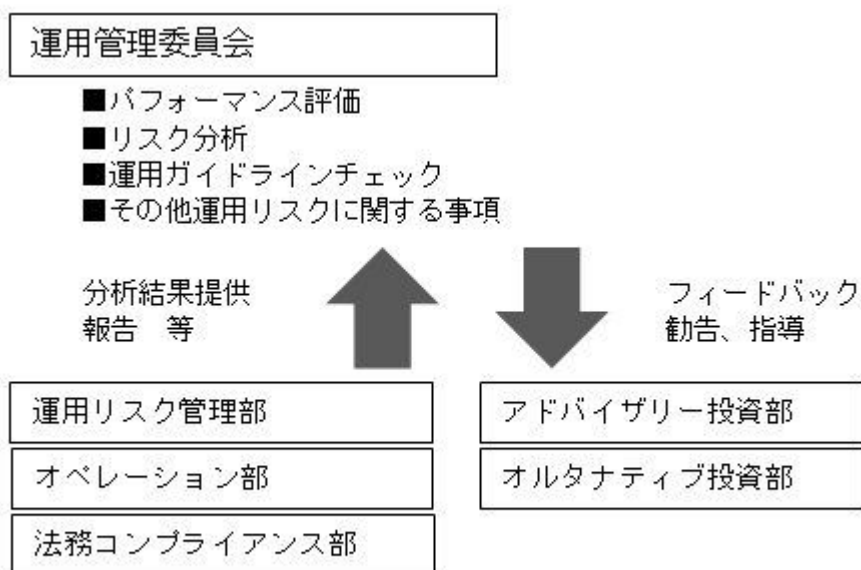 運用管理委員会
■パフォーマンス評価
■リスク分析
■運用ガイドラインチェック
■その他運用リスクに関する事項
分析結果提供
報告　等
フィードバック
勧告、指導
運用リスク管理部
オペレーション部
法務コンプライアンス部
アドバイザリー投資部
オルタナティブ投資部